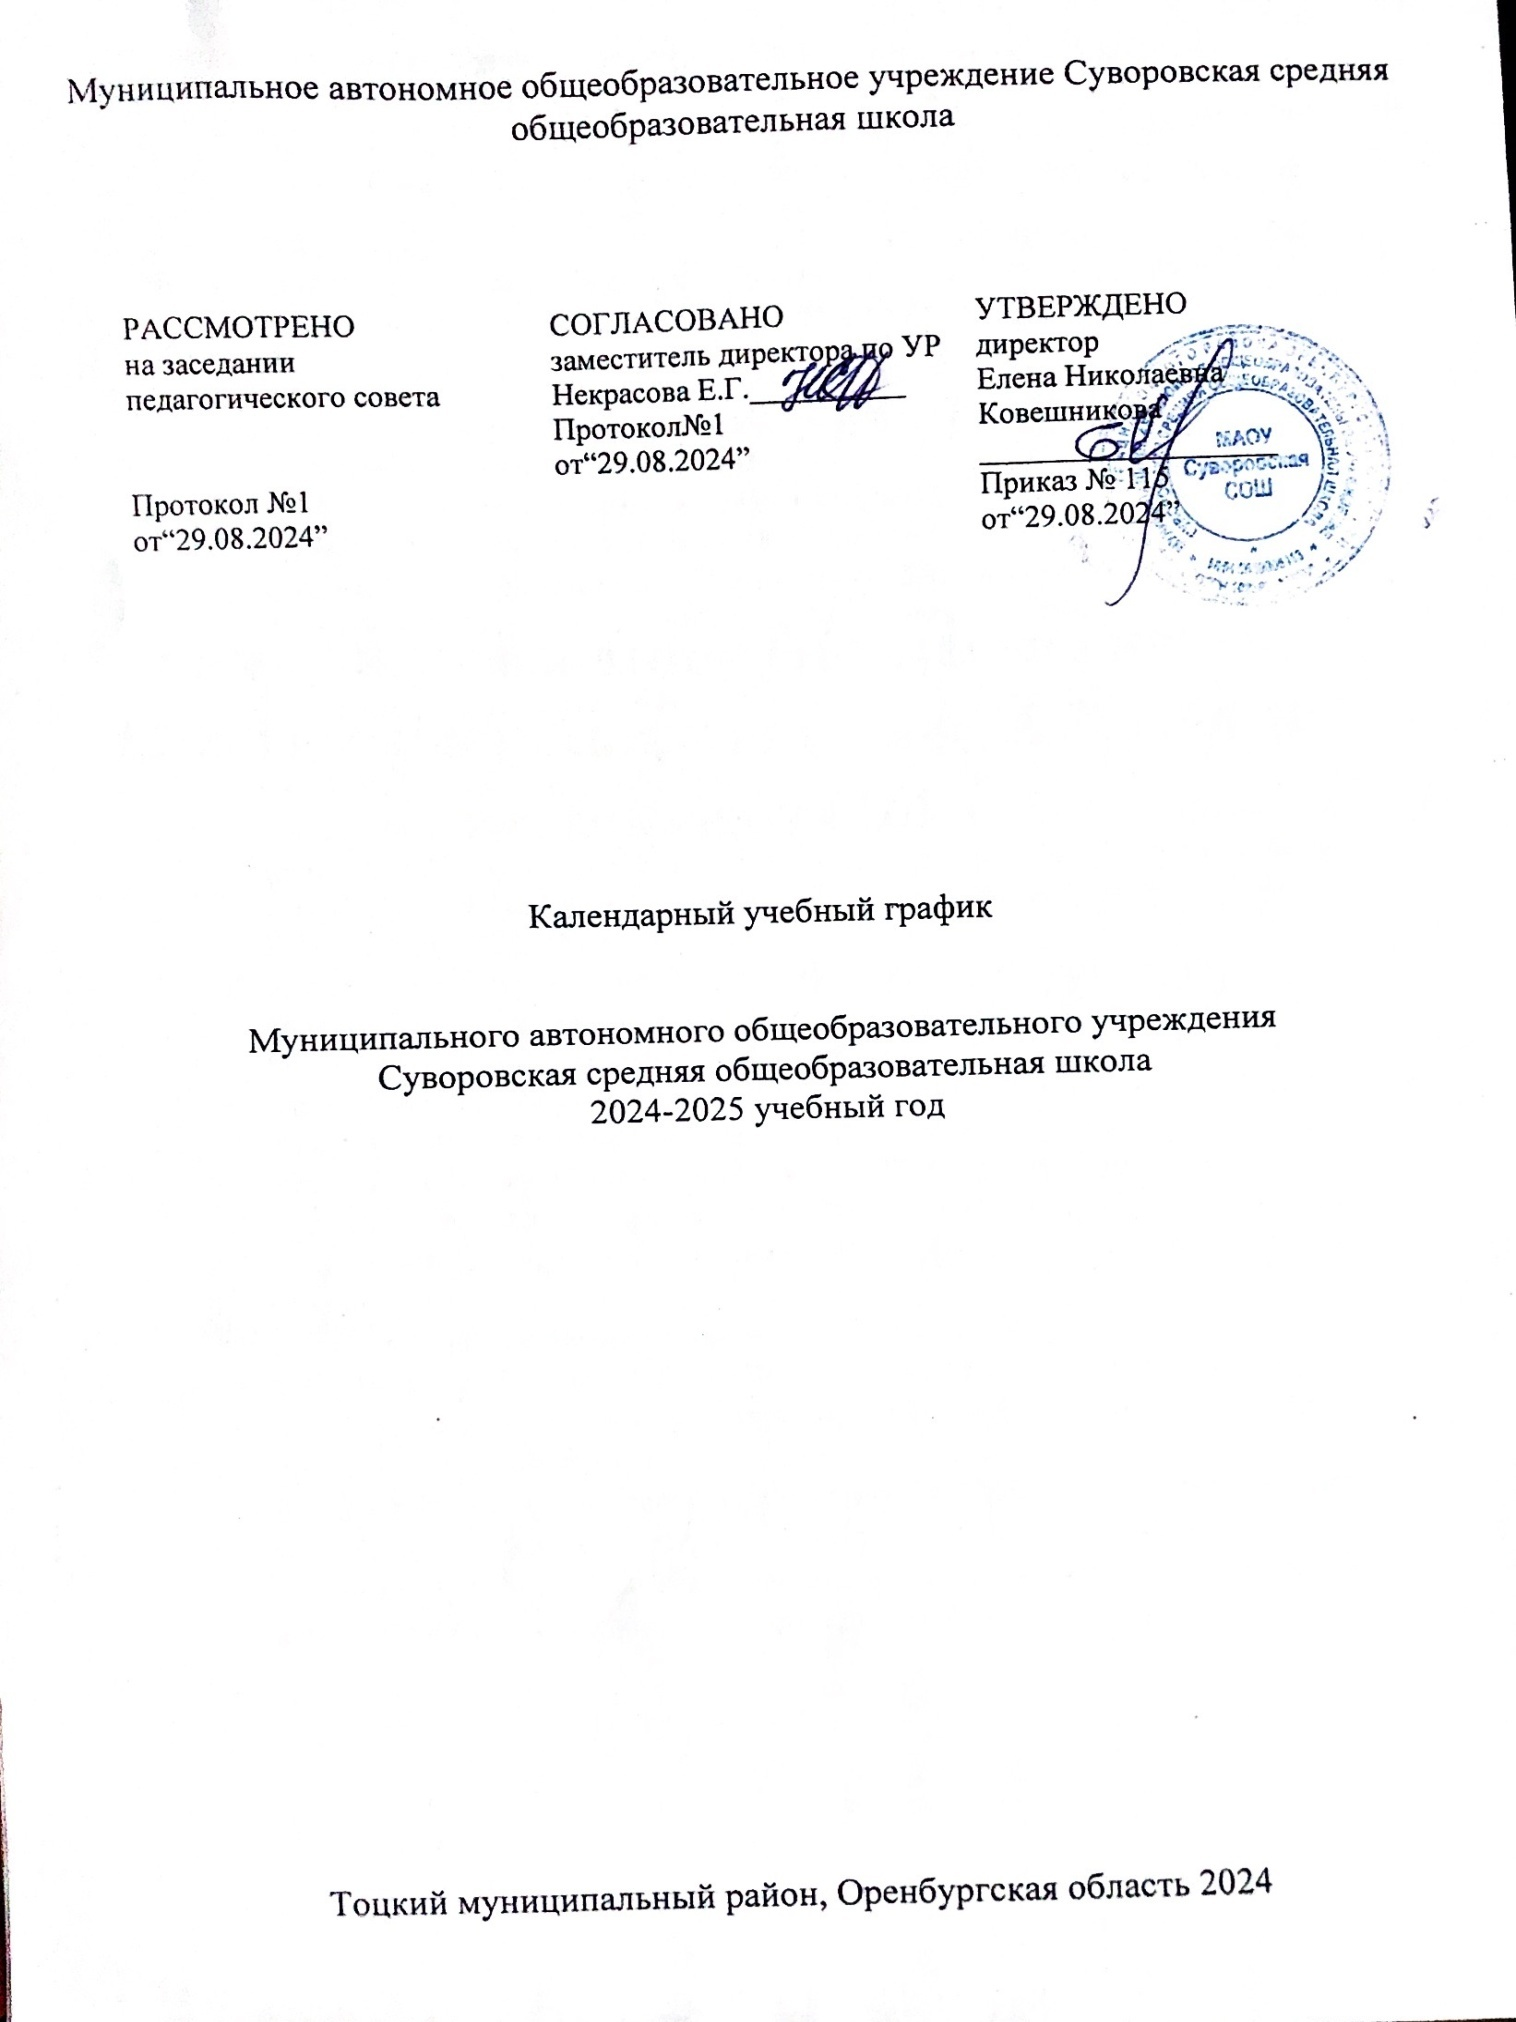 Муниципальное автономное общеобразовательное учреждение Суворовская средняя
общеобразовательная школа
РАССМОТРЕНО
на заседании
педагогического совета
Протокол №1
от“29.08.2024”
СОГЛАСОВАНО
заместитель директора по УР
Некрасова Е.Г.
Протокол№1
от“29.08.2024”
УТВЕРЖДЕНО
директор
Елена Николаевна
Ковешникова
Приказ №
от“29.08.2024”
МАОУ
Суворовская
СОШ
Календарный учебный график
Муниципального автономного общеобразовательного учреждения
Суворовская средняя общеобразовательная школа
2024-2025 учебный год
Тоцкий муниципальный район, Оренбургская область 2024